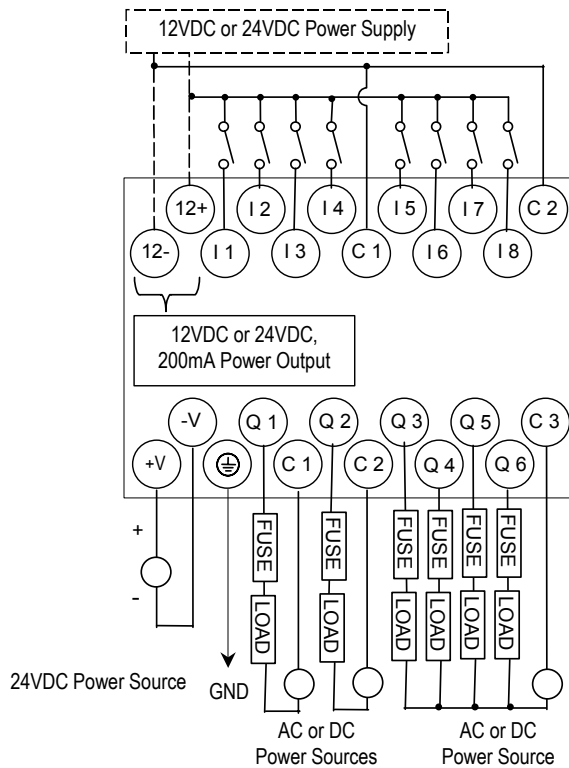 12VDC or 24VDC Power Supply
12+ I 2 I 4 I 5 I 7 C 2
12- I 1 I 3 C 1 I 6 I 8
12VDC or 24VDC,
200mA Power Output
-V Q 1 Q 2 Q 3 Q 5 C 3
+V C 1 C 2 Q 4 Q 6
FUSE FUSE FUSE FUSE FUSE FUSE
+
-
LOAD LOAD LOAD LOAD LOAD LOAD
24VDC Power Source
GND
AC or DC
Power Sources
AC or DC
Power Source